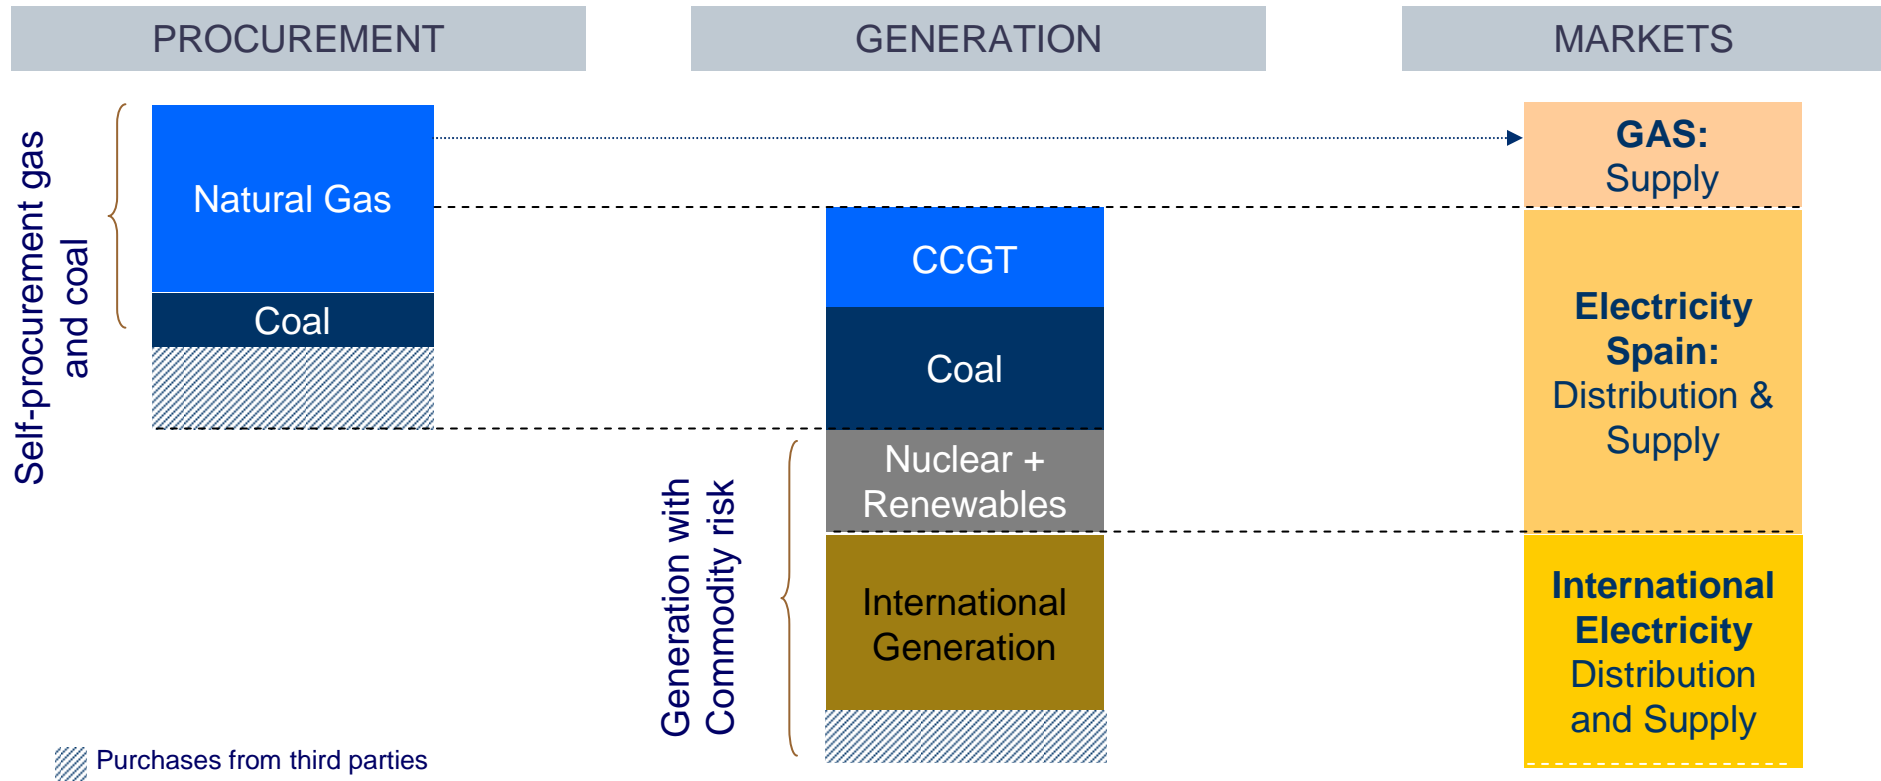 PROCUREMENT
GENERATION
MARKETS
Self-procurement gas
and coal
Natural Gas
Coal
CCGT
Coal
Nuclear +
Renewables
International
Generation
Generation with
Commodity risk
GAS:
Supply
Electricity
Spain:
Distribution &
Supply
International
Electricity
Distribution
and Supply
Purchases from third parties